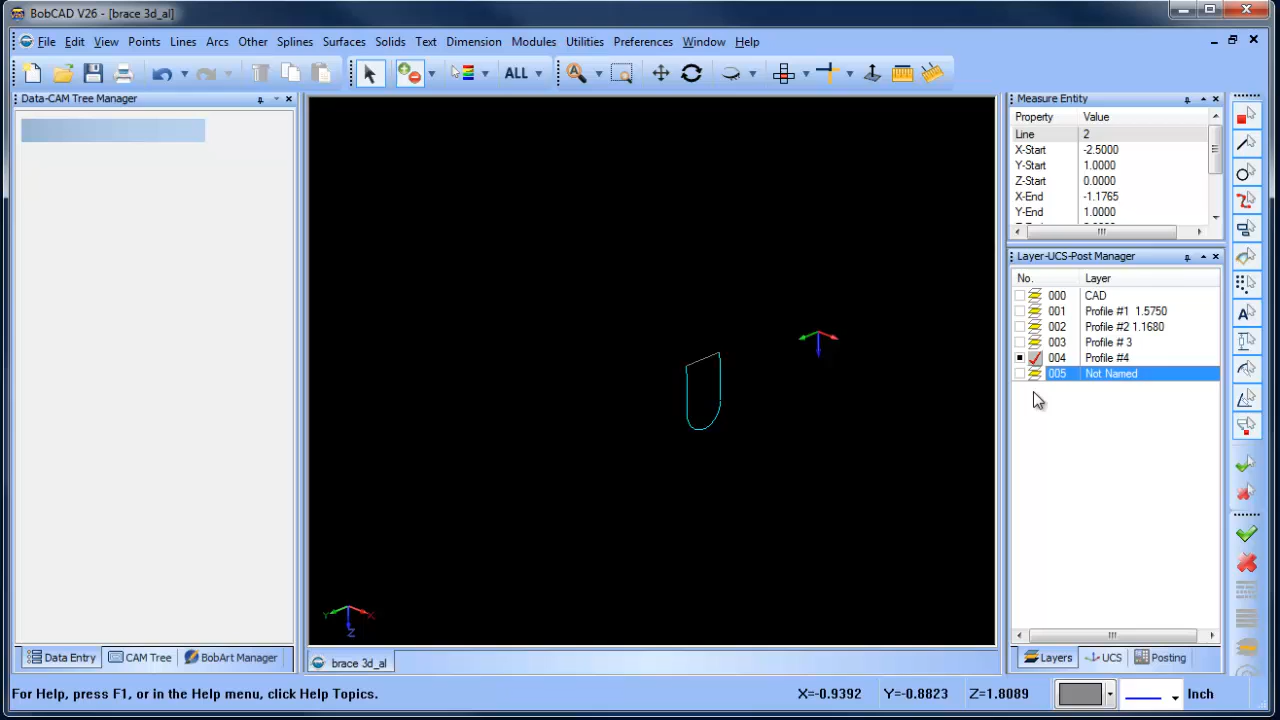 BobCAD V26 - [brace 3d_al]
File Edit View Points Lines Arcs Other Splines Surfaces Solids Text Dimension Modules Utilities Preferences Window Help
ALL
Data-CAM Tree Manager
Measure Entity
Property Value
Line 2
X-Start -2.5000
Y-Start 1.0000
Z-Start 0.0000
X-End -1.1765
Y-End 1.0000
Layer-UCS-Post Manager
No. Layer
000 CAD
001 Profile #1 1.5750
002 Profile #2 1.1680
003 Profile # 3
004 Profile #4
005 Not Named
Y X
Z
Data Entry CAM Tree BobArt Manager
brace 3d_al
Layers UCS Posting
For Help, press F1, or in the Help menu, click Help Topics.
X=-0.9392 Y=-0.8823 Z=1.8089 Inch